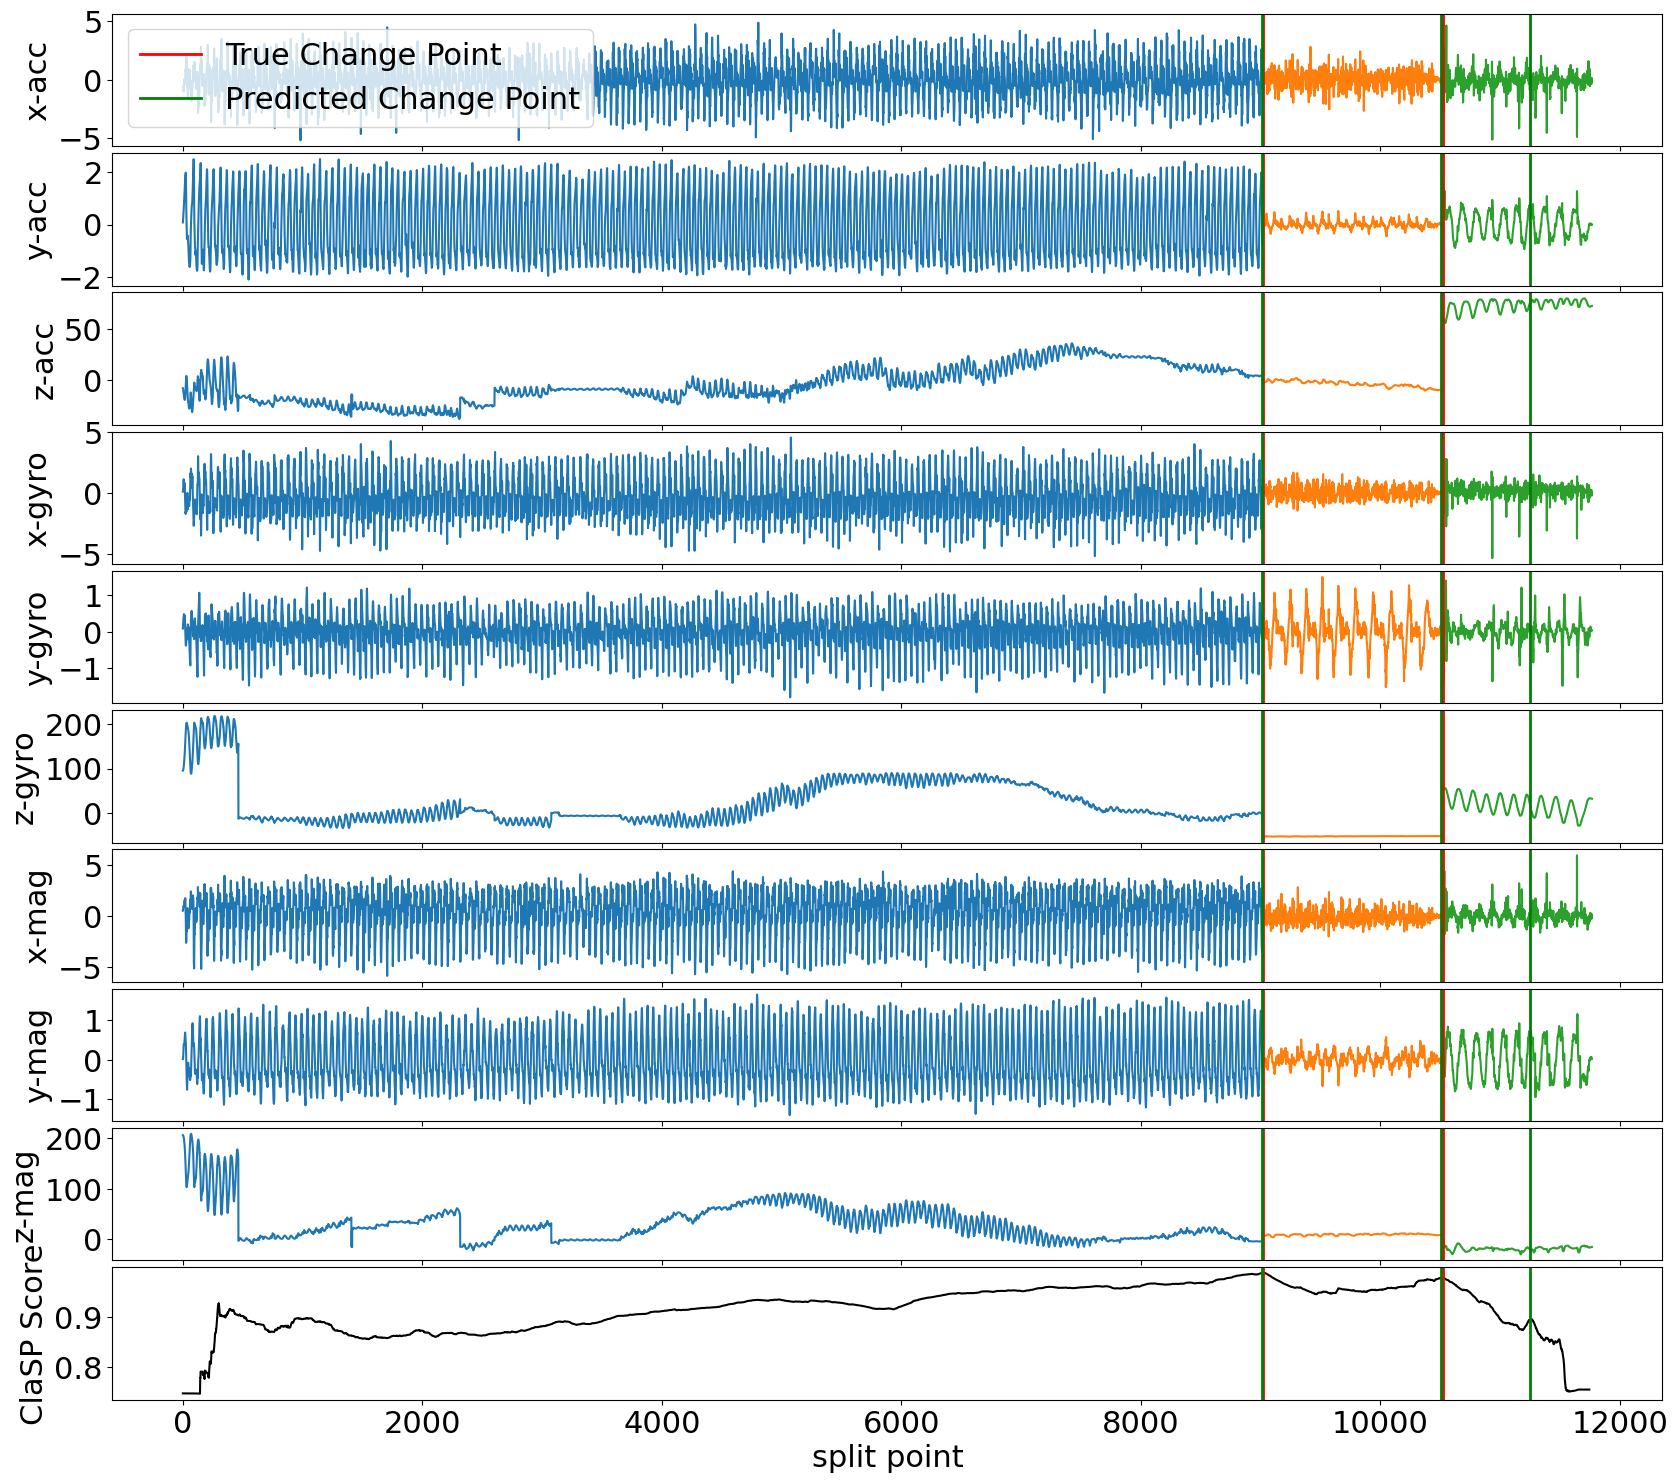 True Change Point
Predicted Change Point
x-acc
5
0
−5
y-acc
2
0
−2
z-acc
50
0
x-gyro
5
0
−5
y-gyro
1
0
−1
z-gyro
200
100
0
x-mag
5
0
−5
y-mag
1
0
−1
z-mag
200
100
0
ClaSP Score
0.9
0.8
0 2000 4000 6000 8000 10000 12000
split point